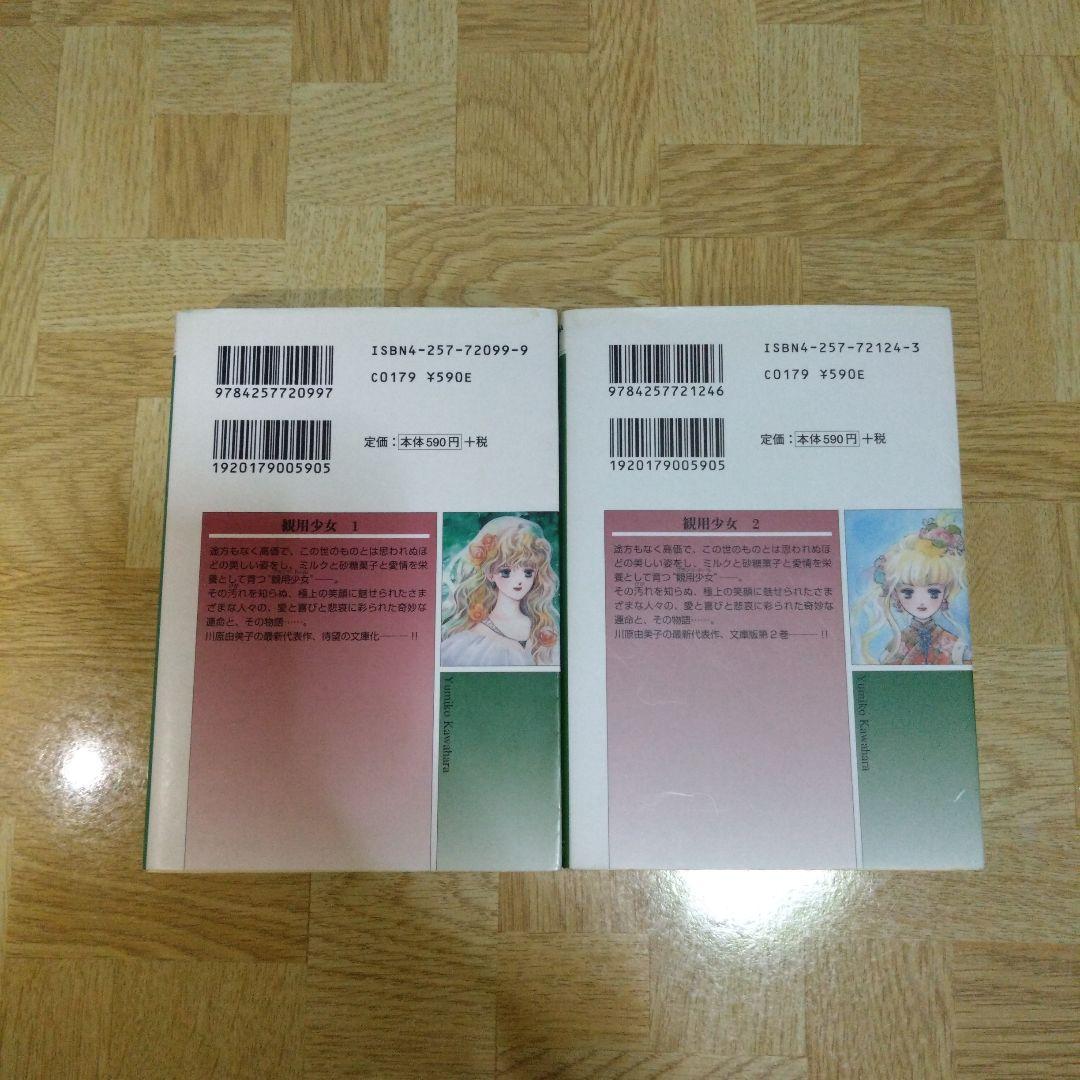 ISBN4-257-72099-9
C0179 ¥590E
9784257720997
定価：本体590円+税
1920179005905
観用少女 1
途方もなく高価で、この世のものとは思われぬほ
どの美しい姿をし、ミルクと砂糖菓子と愛情を栄
養として育つ"観用少女"——。
その汚れを知らぬ、極上の笑顔に魅せられたさま
ざまな人々の、愛と喜びと悲哀に彩られた奇妙な
運命と、その物語……。
川原由美子の最新代表作、待望の文庫化———!!
Yumiko Kawahara
ISBN4-257-72124-3
C0179 ¥590E
9784257721246
定価：本体590円+税
1920179005905
観用少女 2
途方もなく高価で、この世のものとは思われぬほ
どの美しい姿をし、ミルクと砂糖菓子と愛情を栄
養として育つ"観用少女"——。
その汚れを知らぬ、極上の笑顔に魅せられたさま
ざまな人々の、愛と喜びと悲哀に彩られた奇妙な
運命と、その物語……。
川原由美子の最新代表作、文庫版第2巻———!!
Yumiko Kawahara